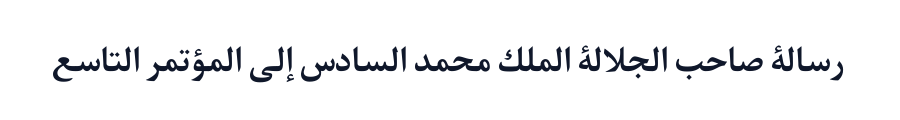 رسالة صاحب الجلالة الملك محمد السادس إلى المؤتمر التاسع